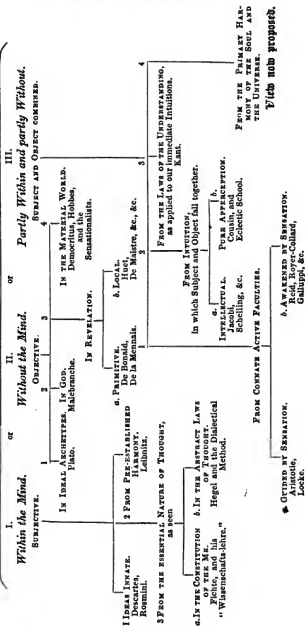 I.
Within the Mind.
SUBJECTIVE.
1 IDEAS INNATE.
Descartes,
Rosmini.
2 FROM PRE-ESTABLISHED
HARMONY.
Leibnitz.
3 FROM THE ESSENTIAL NATURE OF THOUGHT,
as seen
a. IN THE CONSTITUTION
OF THE ME.
Fichte, and his
"Wissenschafts-lehre."
b. IN THE ABSTRACT LAWS
OF THOUGHT.
Hegel and the Dialectical
Method.
or
II.
Without the Mind.
OBJECTIVE.
1
IN IDEAL ARCHETYPES.
Plato.
2
IN GOD.
Malebranche.
3
IN REVELATION.
a. PRIMITIVE.
De Bonald,
De la Mennais.
b. LOCAL.
Huet,
De Maistre, &c., &c.
4
IN THE MATERIAL WORLD.
Democritus, Hobbes,
and the
Sensationalists.
or
III.
Partly Within and partly Without.
SUBJECT AND OBJECT COMBINED.
1
FROM CONNATE ACTIVE FACULTIES.
a. GUIDED BY SENSATION.
Aristotle,
Locke.
b. AWAKENED BY SENSATION.
Reid, Royer-Collard,
Galluppi, &c.
2
FROM INTUITION,
in which Subject and Object fall together.
a.
INTELLECTUAL.
Jacobi,
Schelling, &c.
b.
PURE APPERCEPTION.
Cousin, and
Eclectic School.
3
FROM THE LAWS OF THE UNDERSTANDING,
as applied to our immediate Intuitions.
Kant.
4
FROM THE PRIMARY HAR-
MONY OF THE SOUL AND
THE UNIVERSE.
View now proposed.